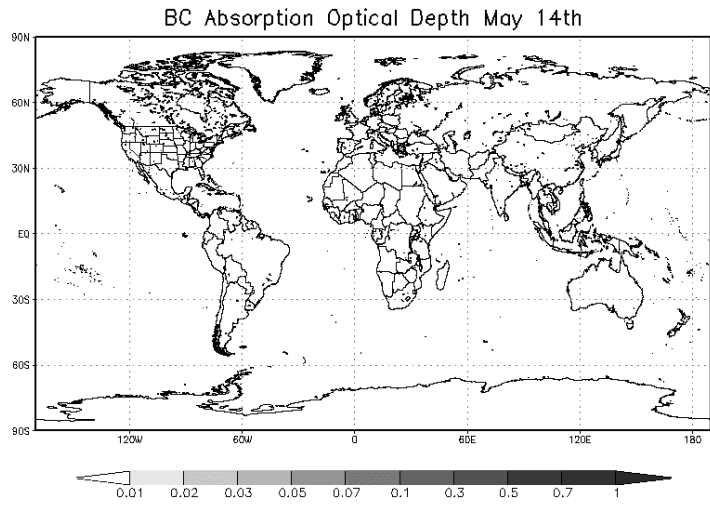 BC Absorption Optical Depth May 14th
90N
60N
30N
EQ
30S
60S
90S
120W 60W 0 60E 120E 180
0.01 0.02 0.03 0.05 0.07 0.1 0.3 0.5 0.7 1